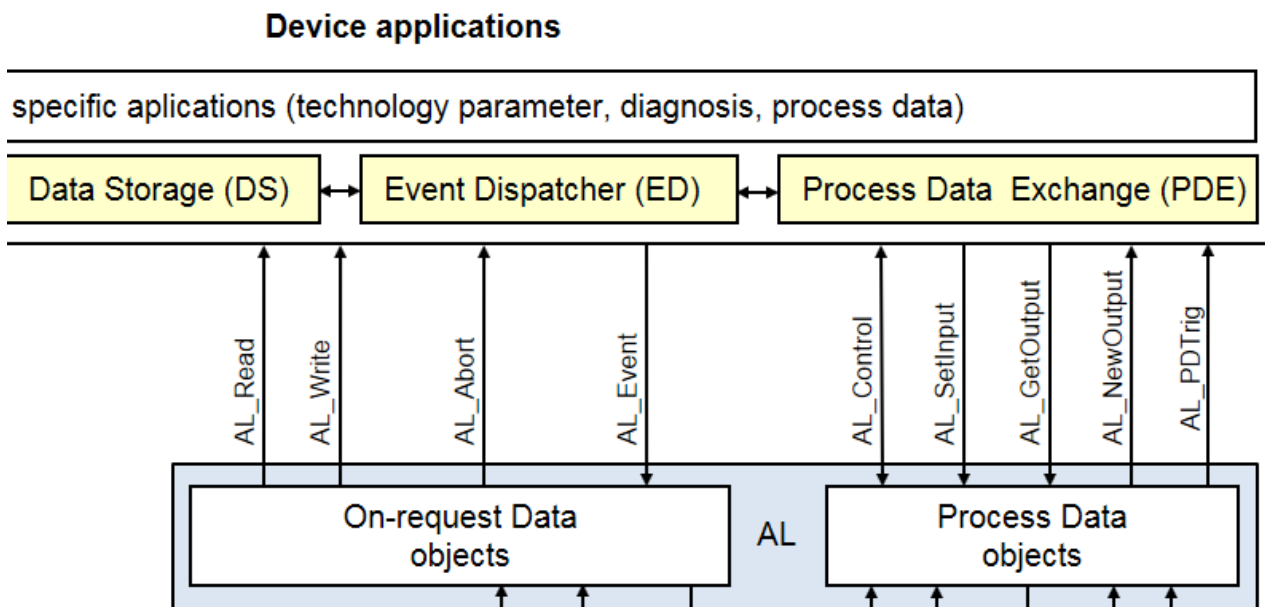 Device applications
specific aplications (technology parameter, diagnosis, process data)
Data Storage (DS)
Event Dispatcher (ED)
Process Data Exchange (PDE)
AL_Read
AL_Write
AL_Abort
AL_Event
AL_Control
AL_SetInput
AL_GetOutput
AL_NewOutput
AL_PDTrig
On-request Data
objects
AL
Process Data
objects